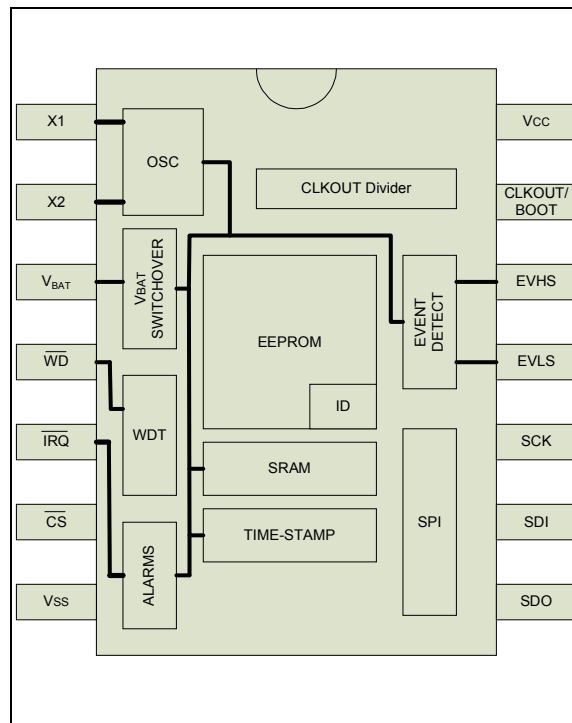 X1
X2
VBAT
WD
IRQ
CS
VSS
OSC
CLKOUT Divider
VBAT
SWITCHOVER
EEPROM
ID
WDT
SRAM
TIME-STAMP
ALARMS
EVENT
DETECT
SPI
VCC
CLKOUT/
BOOT
EVHS
EVLS
SCK
SDI
SDO